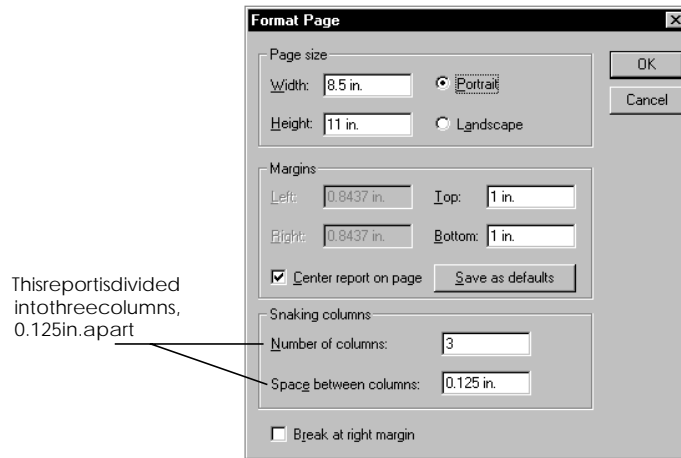 Format Page
Page size
Width: 8.5 in. Portrait
OK
Height: 11 in. Landscape
Cancel
Margins
Left: 0.8437 in. Top: 1 in.
Right: 0.8437 in. Bottom: 1 in.
Center report on page Save as defaults
Thisreportisdivided
intothreecolumns,
0.125in.apart
Snaking columns
Number of columns: 3
Space between columns: 0.125 in.
Break at right margin